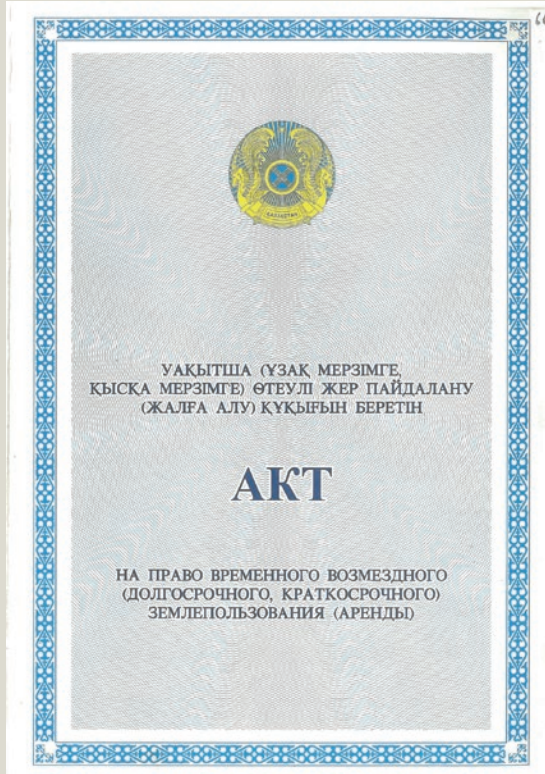 ҚАЗАҚСТАН
УАҚЫТША (ҰЗАҚ МЕРЗІМГЕ,
ҚЫСҚА МЕРЗІМГЕ) ӨТЕУЛІ ЖЕР ПАЙДАЛАНУ
(ЖАЛҒА АЛУ) ҚҰҚЫҒЫН БЕРЕТІН
АКТ
НА ПРАВО ВРЕМЕННОГО ВОЗМЕЗДНОГО
(ДОЛГОСРОЧНОГО, КРАТКОСРОЧНОГО)
ЗЕМЛЕПОЛЬЗОВАНИЯ (АРЕНДЫ)